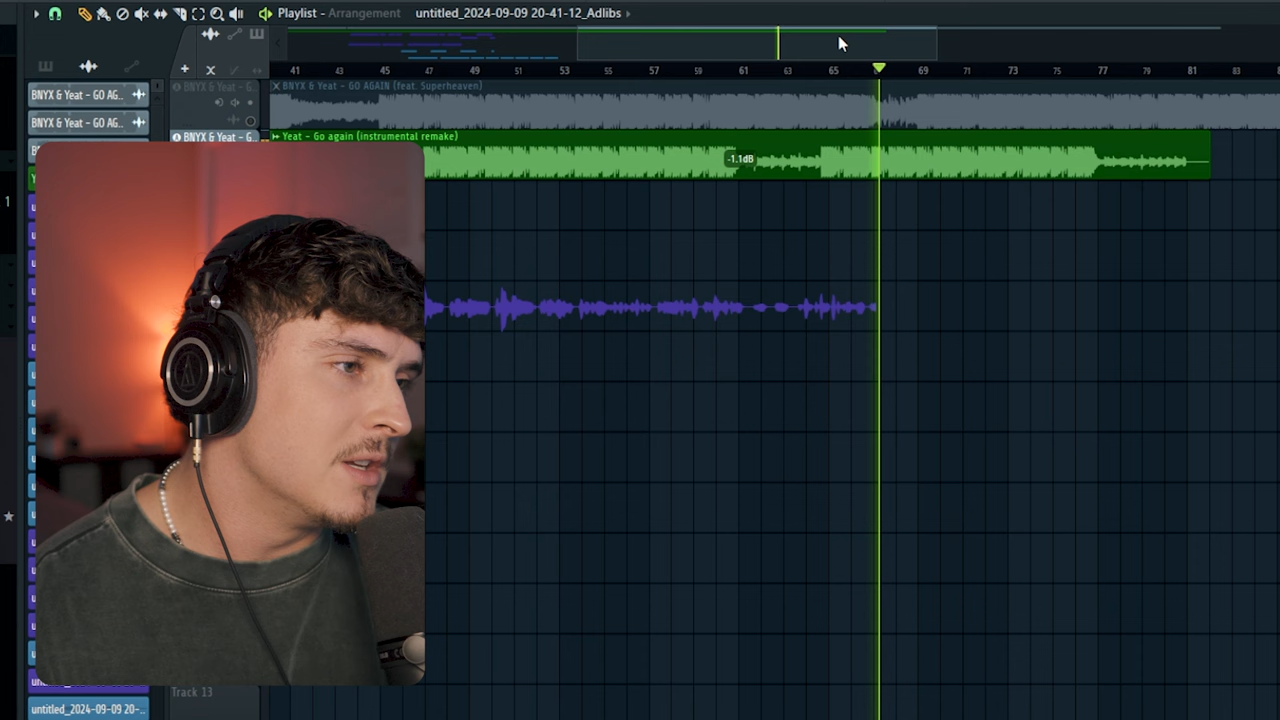 Playlist - Arrangement untitled_2024-09-09 20-41-12_Adlibs
41 43 45 47 49 51 53 55 57 59 61 63 65 69 71 73 75 77 79 81 83
BNYX & Yeat - GO AG..
BNYX & Yeat - GO AGAIN (feat. Superheaven)
BNYX & Yeat - GO AG..
BNYX & Yeat - G..
Yeat - Go again (instrumental remake)
-1.1dB
1
Track 13
untitled_2024-09-09 20-..